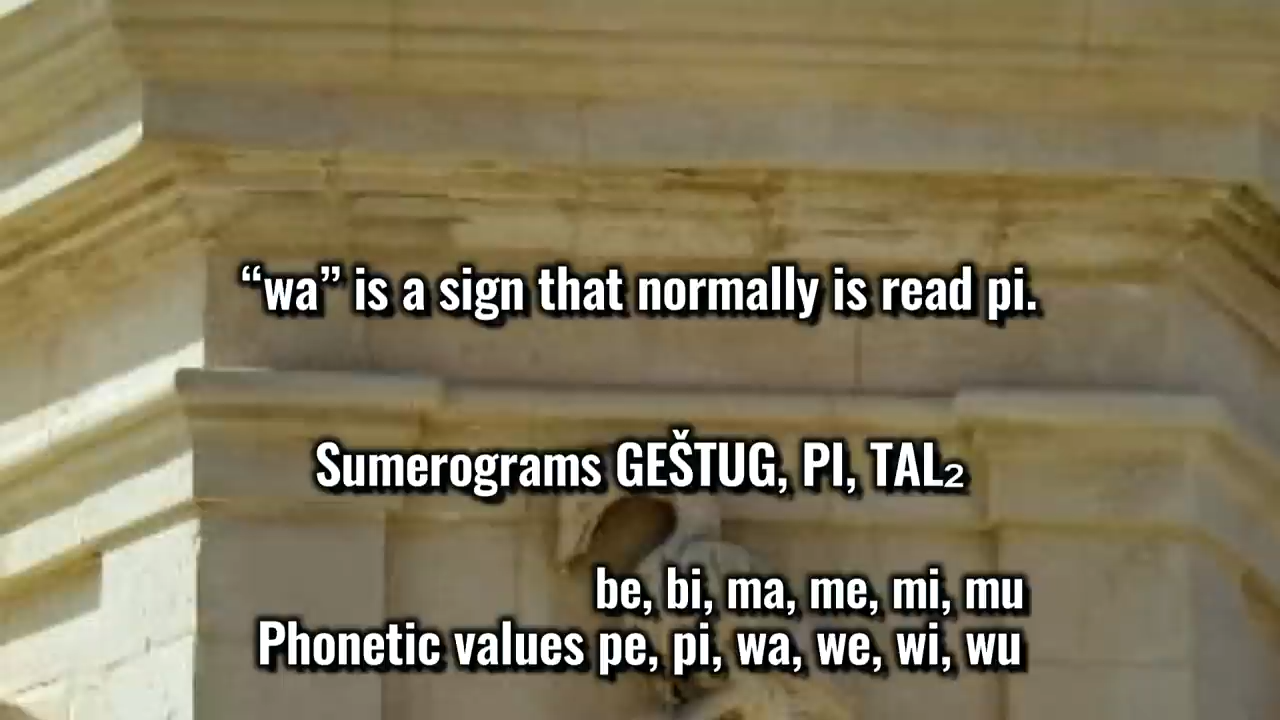 “wa” is a sign that normally is read pi.
Sumerograms GEŠTUG, PI, TAL₂
be, bi, ma, me, mi, mu
Phonetic values pe, pi, wa, we, wi, wu